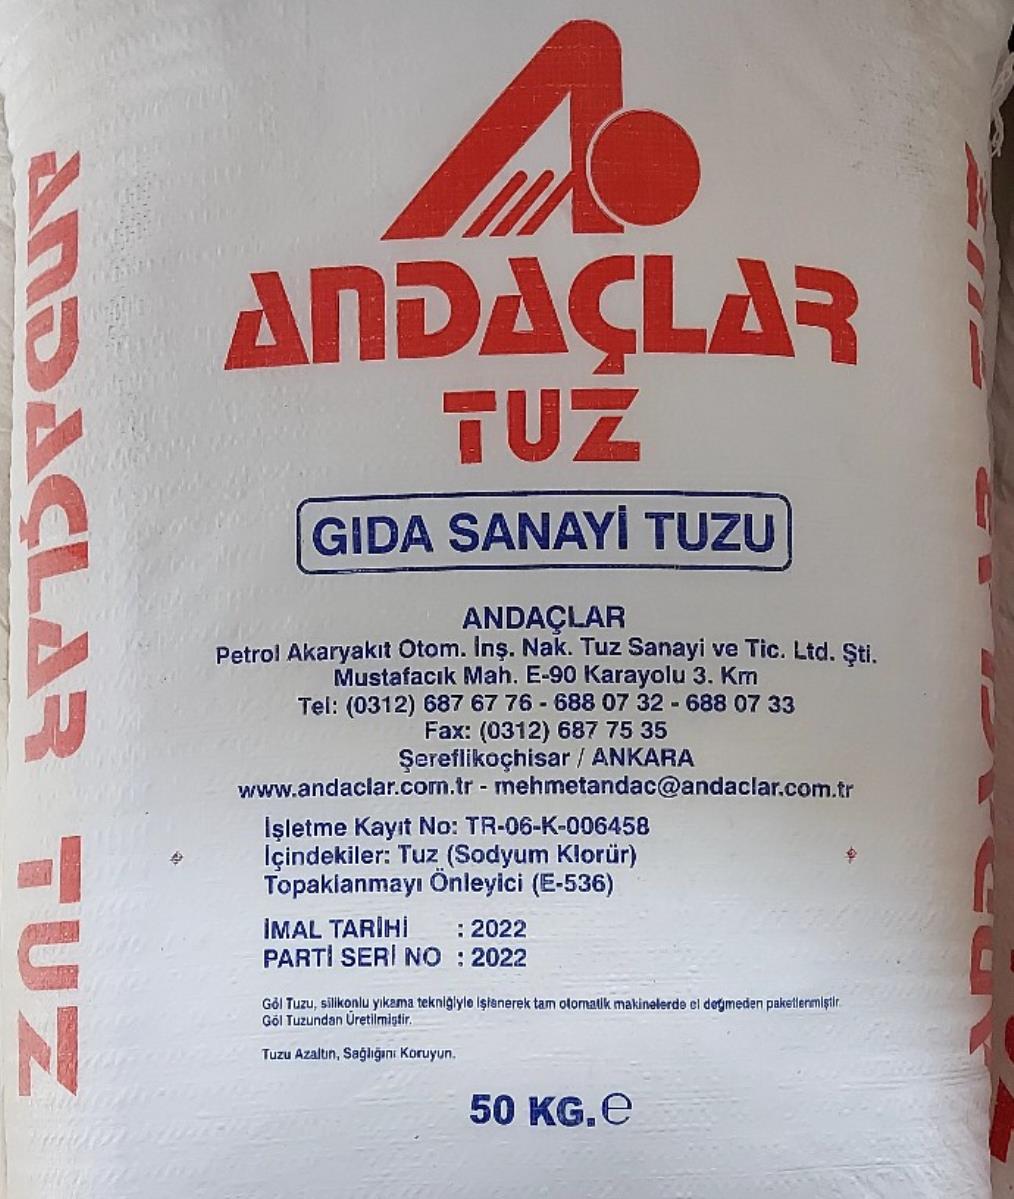 ANDAÇLAR
TUZ
GIDA SANAYİ TUZU
ANDAÇLAR
Petrol Akaryakıt Otom. İnş. Nak. Tuz Sanayi ve Tic. Ltd. Şti.
Mustafacık Mah. E-90 Karayolu 3. Km
Tel: (0312) 687 67 76 - 688 07 32 - 688 07 33
Fax: (0312) 687 75 35
Şereflikoçhisar / ANKARA
www.andaclar.com.tr - mehmetandac@andaclar.com.tr
İşletme Kayıt No: TR-06-K-006458
İçindekiler: Tuz (Sodyum Klorür)
Topaklanmayı Önleyici (E-536)
İMAL TARİHİ : 2022
PARTİ SERİ NO : 2022
Göl Tuzu, silikonlu yıkama tekniğiyle işlenerek tam otomatik makinelerde el değmeden paketlenmiştir.
Göl Tuzundan Üretilmiştir.
Tuzu Azaltın, Sağlığını Koruyun.
50 KG. ℮
ANDAÇLAR TUZ